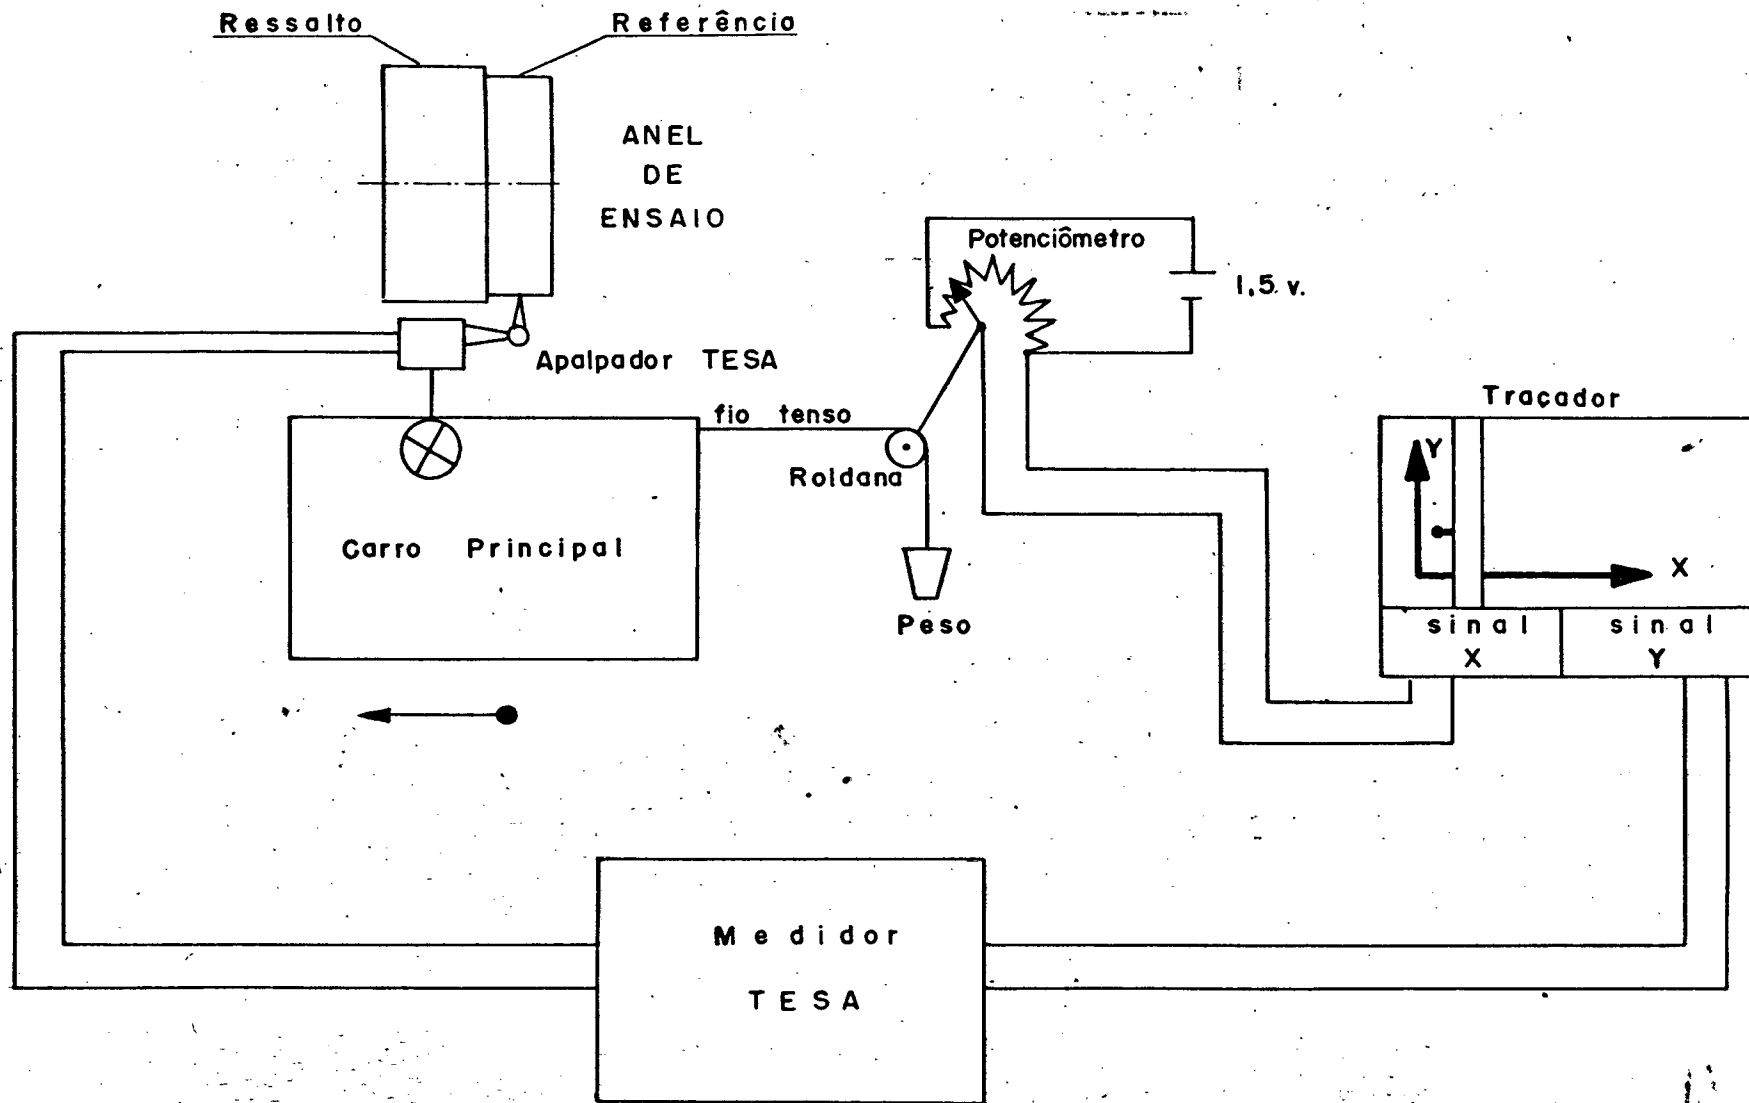 Ressalto
Referência
ANEL
DE
ENSAIO
Potenciômetro
1,5 v.
Apalpador TESA
fio tenso
Roldana
Traçador
Y
X
Carro Principal
Peso
sinal
X
sinal
Y
Medidor
TESA